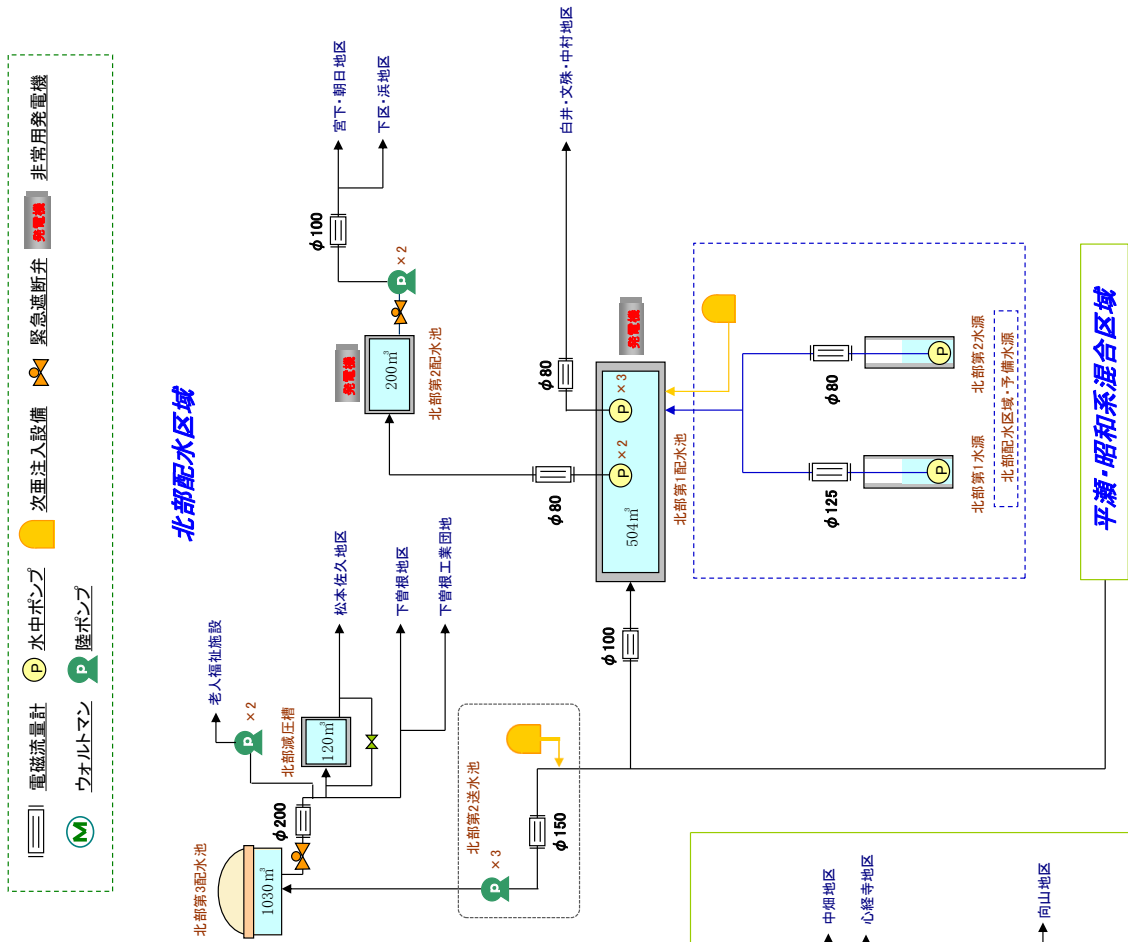 電磁流量計
水中ポンプ
次亜注入設備
緊急遮断弁
発電機
非常用発電機
M
ウォルトマン
P
陸ポンプ
北部配水区域
北部第3配水池
1030㎥
φ200
老人福祉施設
P
×2
北部減圧槽
120㎥
松本佐久地区
下曽根地区
下曽根工業団地
北部第2送水池
P
×3
φ150
φ100
発電機
200㎥
北部第2配水池
P
×2
φ100
宮下・朝日地区
下区・浜地区
φ80
φ80
白井・文殊・中村地区
発電機
504㎥
P
×2
P
×3
北部第1配水池
φ125
φ80
P
P
北部第1水源
北部第2水源
北部配水区域・予備水源
平瀬・昭和系混合区域
中畑地区
心経寺地区
向山地区